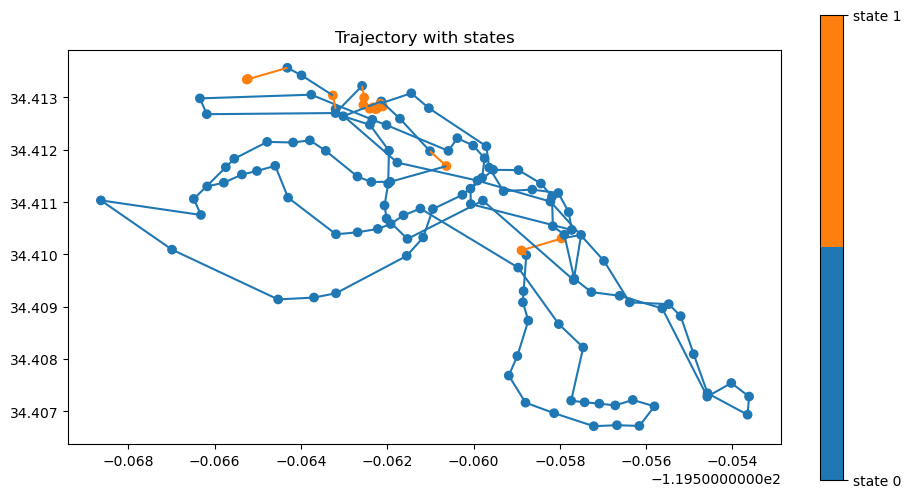 Trajectory with states
state 1
34.413
34.412
34.411
34.410
34.409
34.408
34.407
state 0
−0.068 −0.066 −0.064 −0.062 −0.060 −0.058 −0.056 −0.054
−1.1950000000e2